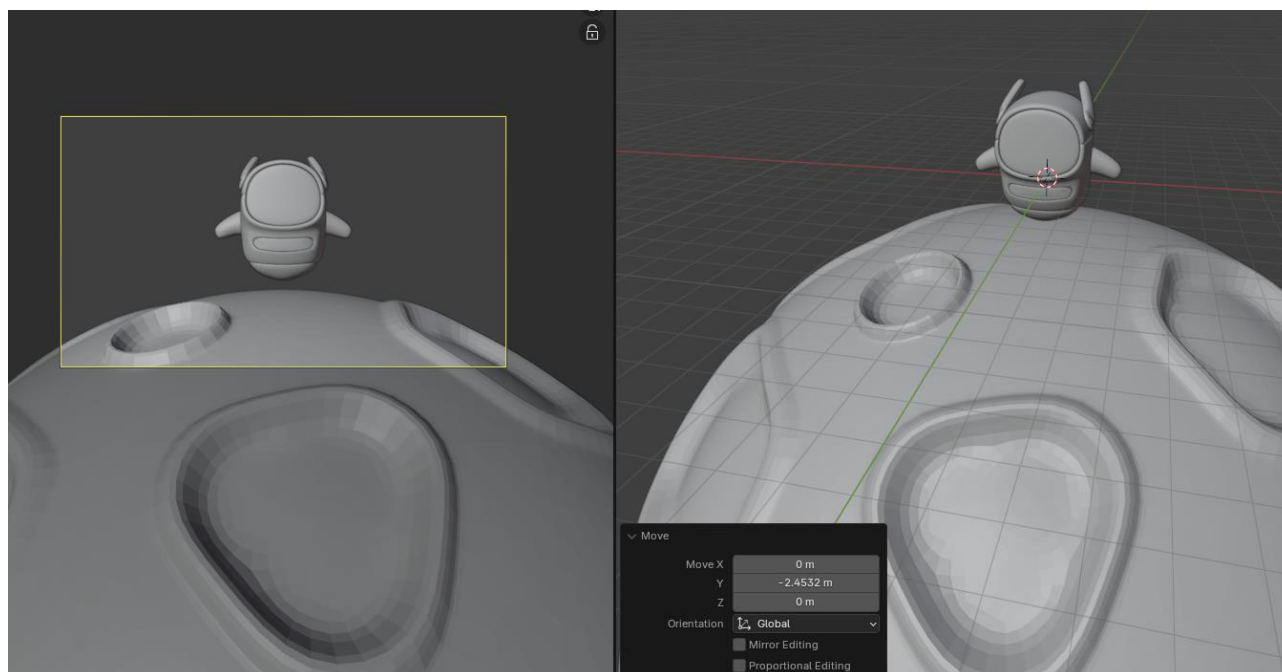 Move
Move X 0 m
Y -2.4532 m
Z 0 m
Orientation Global
Mirror Editing
Proportional Editing